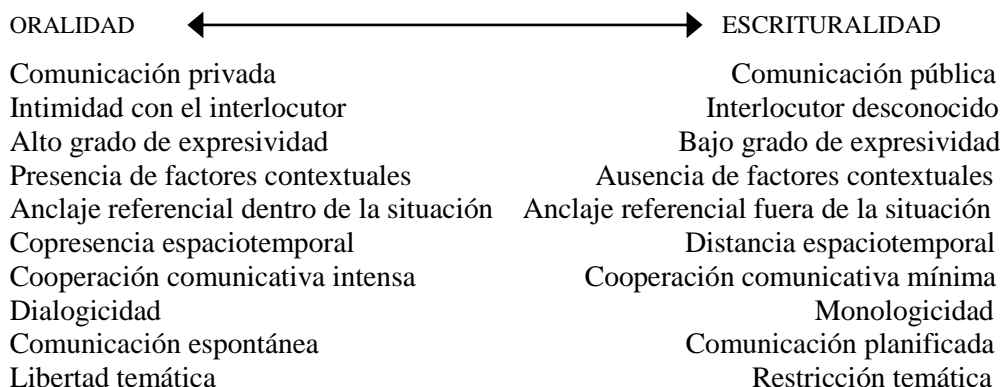 ORALIDAD ESCRITURALIDAD
Comunicación privada Comunicación pública
Intimidad con el interlocutor Interlocutor desconocido
Alto grado de expresividad Bajo grado de expresividad
Presencia de factores contextuales Ausencia de factores contextuales
Anclaje referencial dentro de la situación Anclaje referencial fuera de la situación
Copresencia espaciotemporal Distancia espaciotemporal
Cooperación comunicativa intensa Cooperación comunicativa mínima
Dialogicidad Monologicidad
Comunicación espontánea Comunicación planificada
Libertad temática Restricción temática